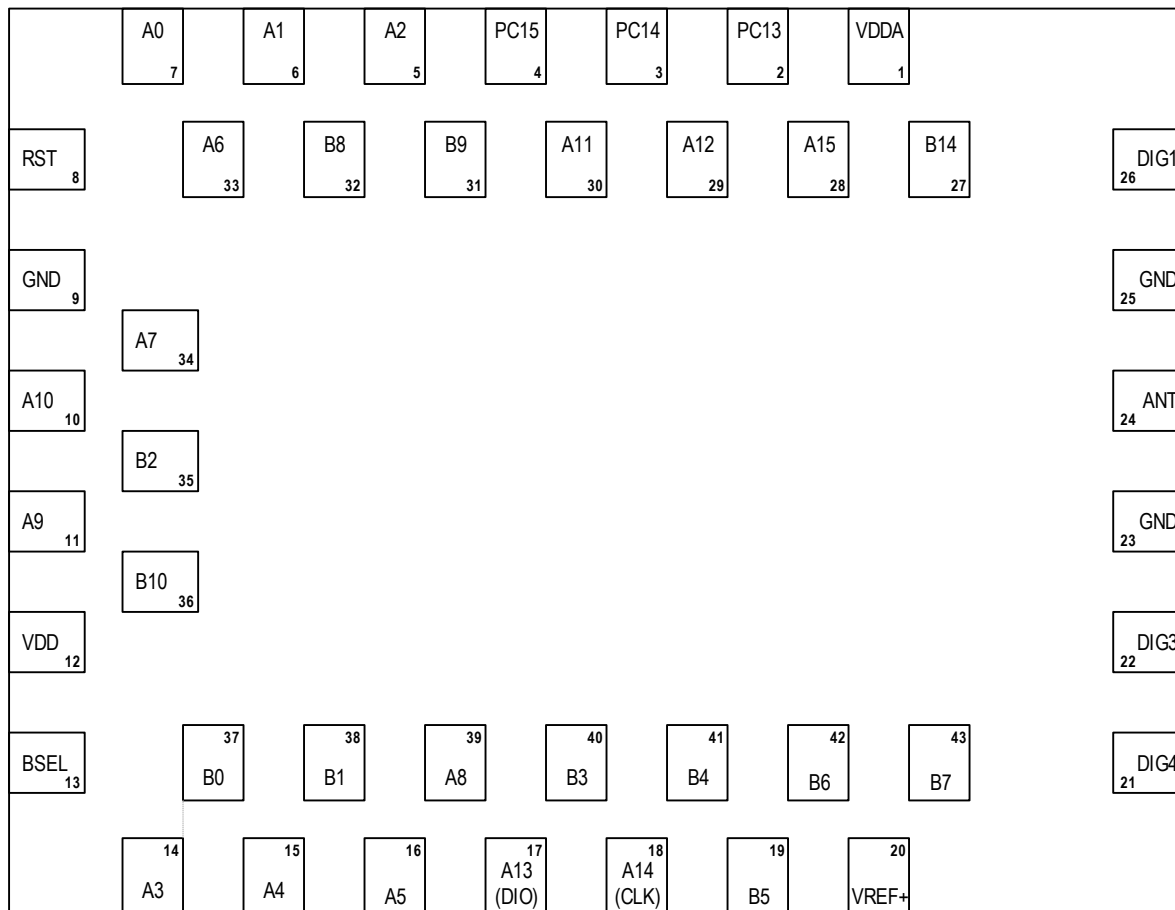 A0 A1 A2 PC15 PC14 PC13 VDDA
7 6 5 4 3 2 1
A6 B8 B9 A11 A12 A15 B14
33 32 31 30 29 28 27
RST DIG1
8 26
GND GND
9 25
A7
34
A10 ANT
10 24
B2
35
A9 GND
11 23
B10
36
VDD DIG3
12 22
37 38 39 40 41 42 43
B0 B1 A8 B3 B4 B6 B7
BSEL DIG4
13 21
14 15 16 17 18 19 20
A3 A4 A5 A13 A14 B5 VREF+
(DIO) (CLK)